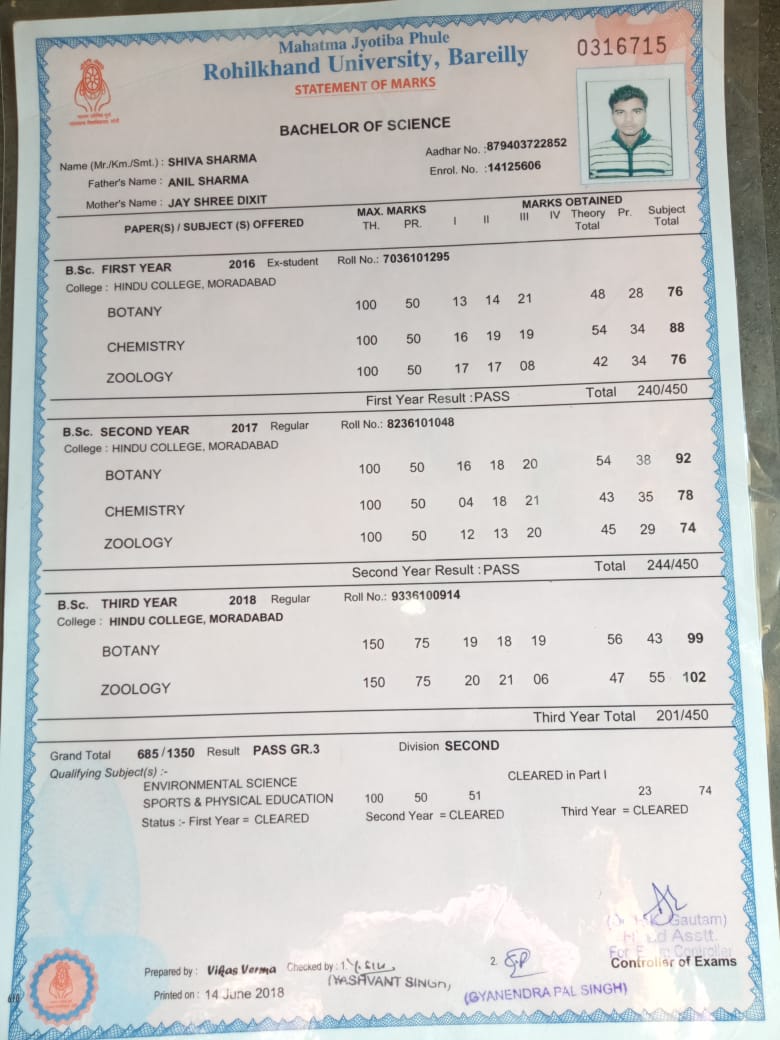 Mahatma Jyotiba Phule
Rohilkhand University, Bareilly
0316715
STATEMENT OF MARKS
BACHELOR OF SCIENCE
Name (Mr./Km./Smt.) : SHIVA SHARMA
Aadhar No. :879403722852
Father's Name : ANIL SHARMA
Enrol. No. :14125606
Mother's Name : JAY SHREE DIXIT
PAPER(S) / SUBJECT (S) OFFERED MAX. MARKS MARKS OBTAINED
TH. PR. I II III IV Theory Total Pr. Subject Total
B.Sc. FIRST YEAR 2016 Ex-student Roll No.: 7036101295
College : HINDU COLLEGE, MORADABAD
BOTANY 100 50 13 14 21 48 28 76
CHEMISTRY 100 50 16 19 19 54 34 88
ZOOLOGY 100 50 17 17 08 42 34 76
First Year Result :PASS Total 240/450
B.Sc. SECOND YEAR 2017 Regular Roll No.: 8236101048
College : HINDU COLLEGE, MORADABAD
BOTANY 100 50 16 18 20 54 38 92
CHEMISTRY 100 50 04 18 21 43 35 78
ZOOLOGY 100 50 12 13 20 45 29 74
Second Year Result :PASS Total 244/450
B.Sc. THIRD YEAR 2018 Regular Roll No.: 9336100914
College : HINDU COLLEGE, MORADABAD
BOTANY 150 75 19 18 19 56 43 99
ZOOLOGY 150 75 20 21 06 47 55 102
Third Year Total 201/450
Grand Total 685/1350 Result PASS GR.3 Division SECOND
Qualifying Subject(s) :-
ENVIRONMENTAL SCIENCE CLEARED in Part I
SPORTS & PHYSICAL EDUCATION 100 50 51 23 74
Status :- First Year = CLEARED Second Year = CLEARED Third Year = CLEARED
Gautam)
Asstt.
For Controller
Controller of Exams
Prepared by : Vikas Verma Checked by : 1. 2.
(YASHVANT SINGH)
(GYANENDRA PAL SINGH)
Printed on : 14 June 2018